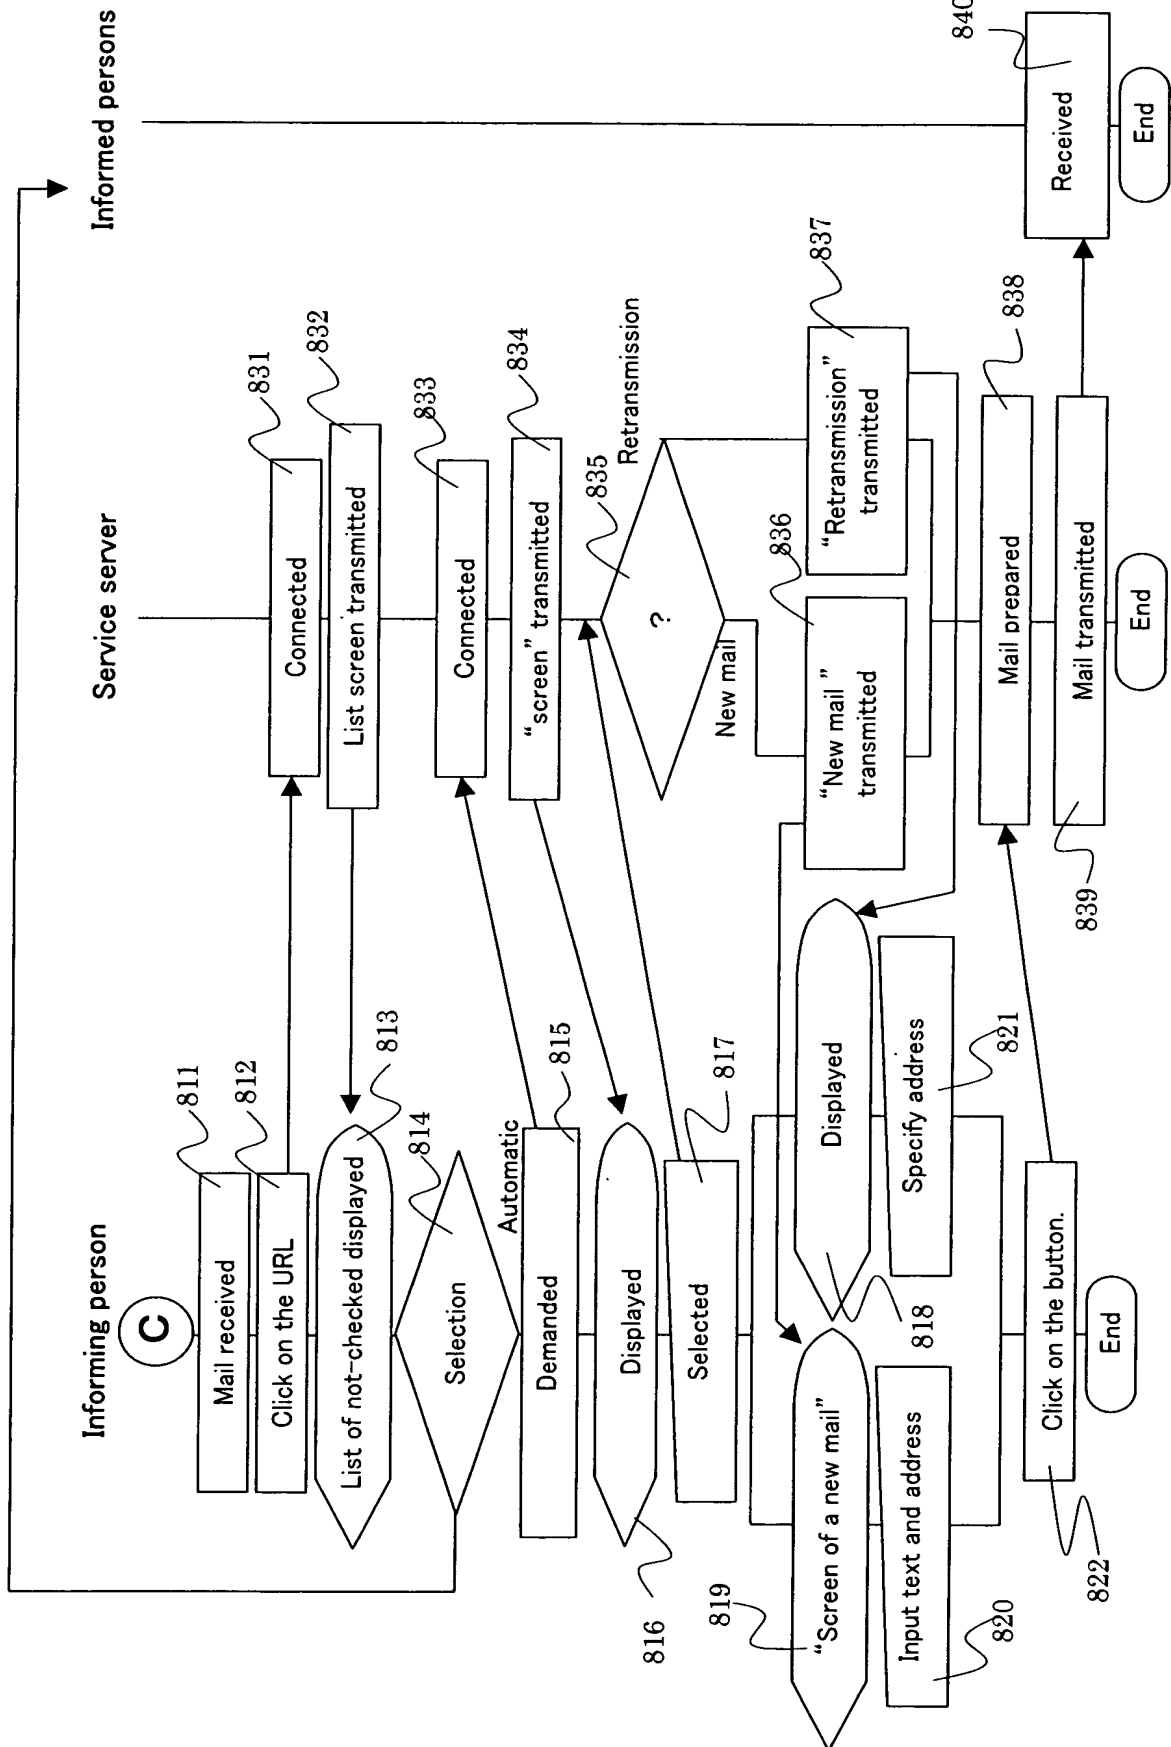 Informing person
Service server
Informed persons
C
Mail received
811
Click on the URL
812
Connected
831
List screen transmitted
832
List of not-checked displayed
813
Selection
814
Automatic
Demanded
815
Connected
833
"screen" transmitted
834
Displayed
816
Selected
817
?
835
Retransmission
New mail
"New mail"
transmitted
836
"Retransmission"
transmitted
837
"Screen of a new mail"
819
Displayed
818
Input text and address
820
Specify address
821
Click on the button.
822
Mail prepared
838
Mail transmitted
839
Received
840
End
End
End